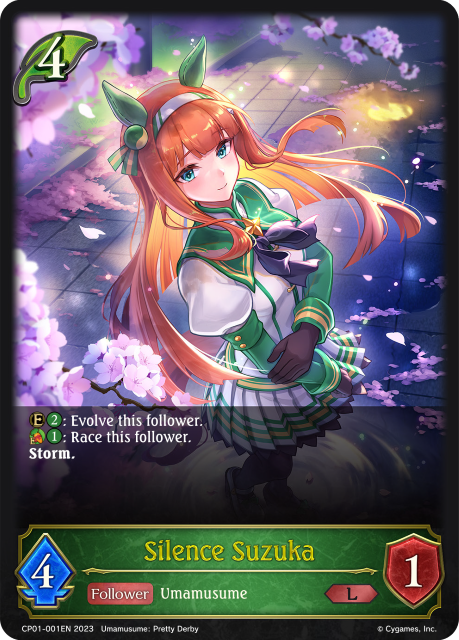 4
E 2: Evolve this follower.
1: Race this follower.
Storm.
Silence Suzuka
4
Follower Umamusume L
1
CP01-001EN 2023 Umamusume: Pretty Derby © Cygames, Inc.